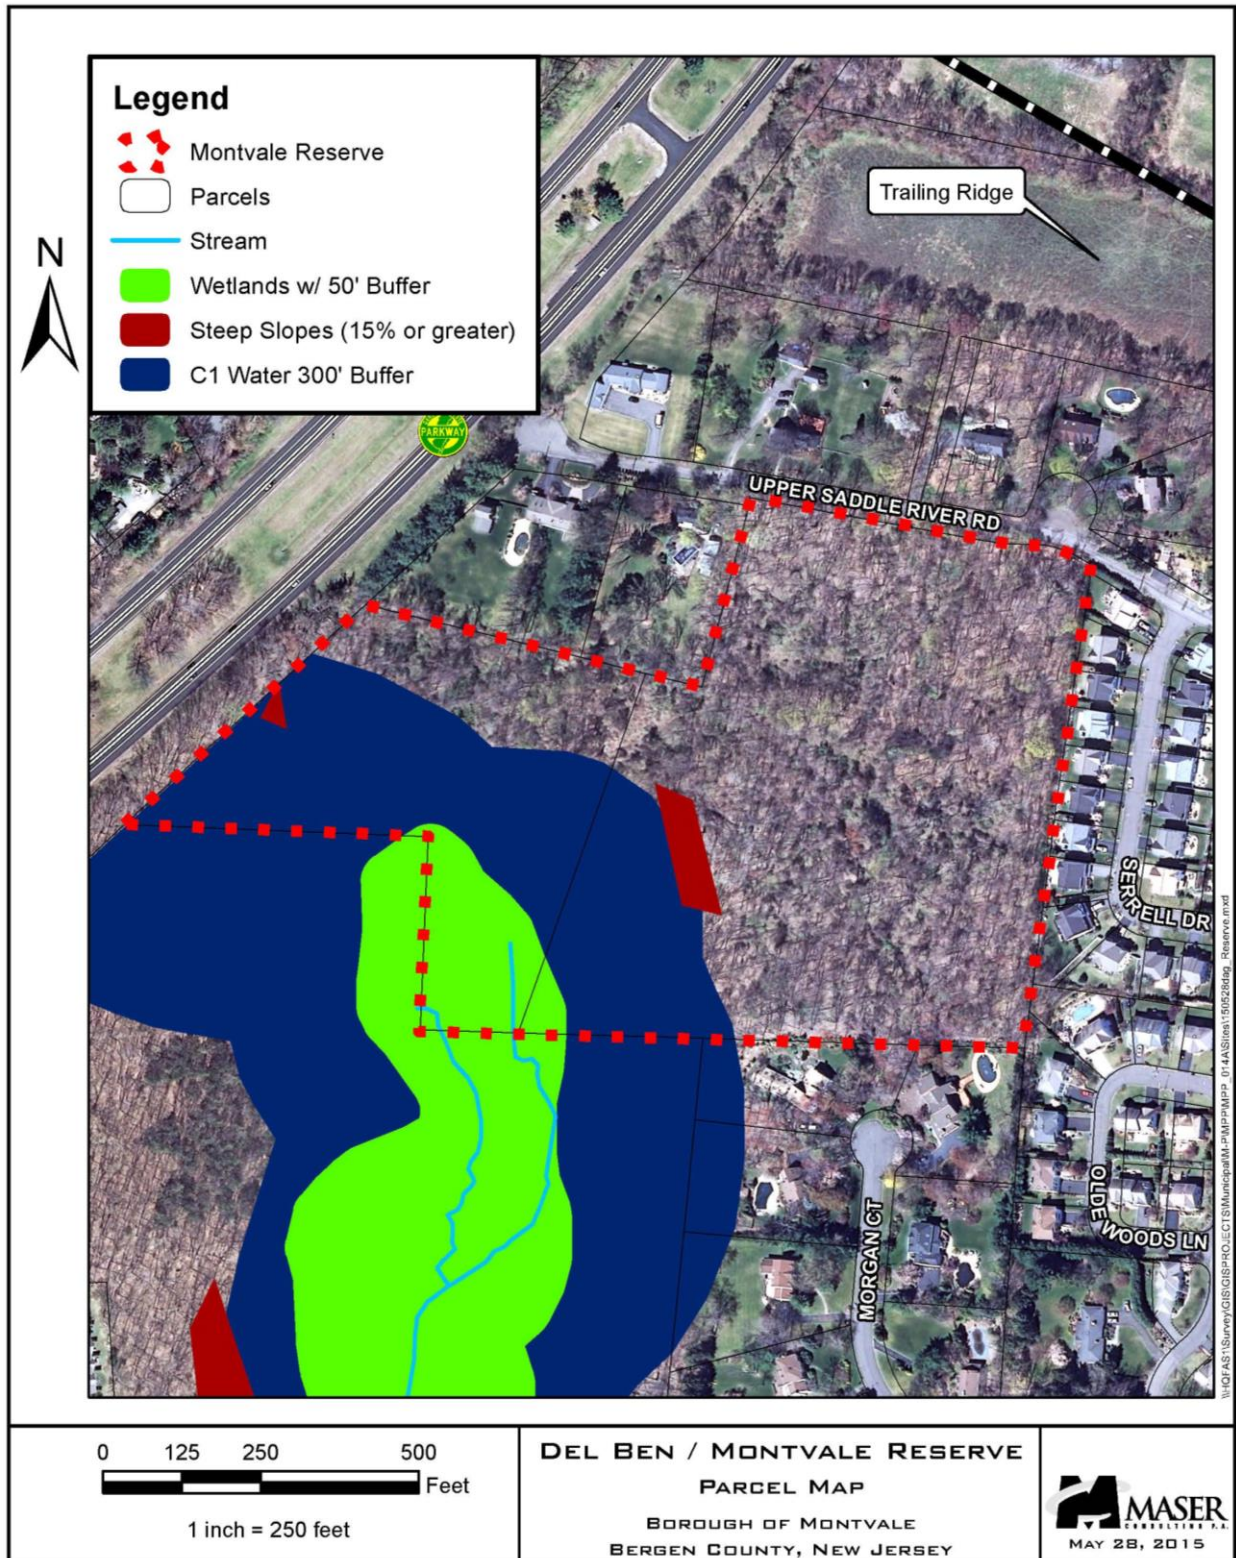 Legend
Montvale Reserve
Parcels
Stream
Wetlands w/ 50' Buffer
Steep Slopes (15% or greater)
C1 Water 300' Buffer
N
Trailing Ridge
PARKWAY
UPPER SADDLE RIVER RD
SERRELL DR
OLDE WOODS LN
MORGAN CT
0 125 250 500
Feet
1 inch = 250 feet
DEL BEN / MONTVALE RESERVE
PARCEL MAP
BOROUGH OF MONTVALE
BERGEN COUNTY, NEW JERSEY
MASER
CONSULTING P.A.
MAY 28, 2015